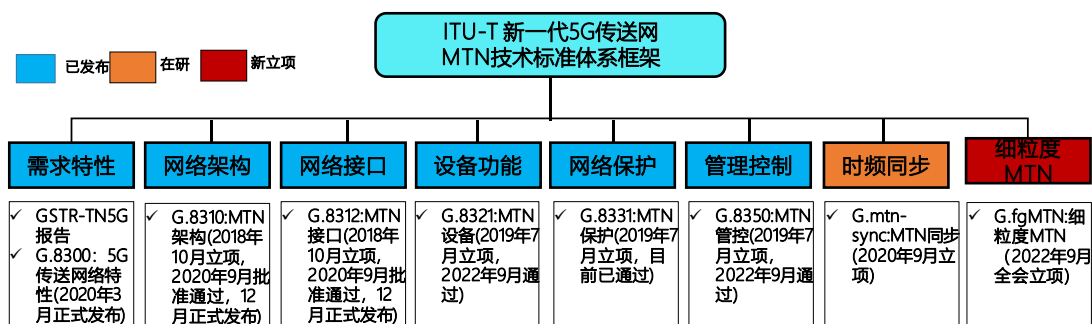 ITU-T 新一代5G传送网
MTN技术标准体系框架
已发布
在研
新立项
需求特性
网络架构
网络接口
设备功能
网络保护
管理控制
时频同步
细粒度
MTN
✓ GSTR-TN5G
报告
✓ G.8300：5G
传送网络特
性(2020年3
月正式发布)
✓ G.8310:MTN
架构(2018年
10月立项,
2020年9月批
准通过，12
月正式发布)
✓ G.8312:MTN
接口(2018年
10月立项,
2020年9月批
准通过，12
月正式发布)
✓ G.8321:MTN
设备(2019年7
月立项,
2022年9月通
过)
✓ G.8331:MTN
保护(2019年7
月立项，目
前已通过)
✓ G.8350:MTN
管控(2019年7
月立项,
2022年9月通
过)
✓ G.mtn-
sync:MTN同步
(2020年9月立
项)
✓ G.fgMTN:细
粒度MTN
（2022年9月
全会立项)